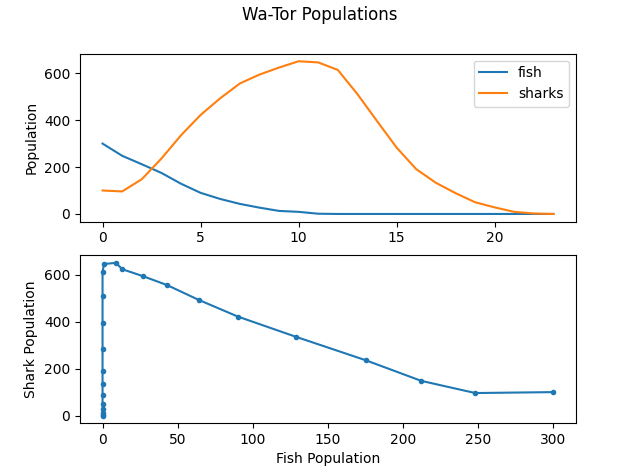 Wa-Tor Populations
Population
600
400
200
0
fish
sharks
0 5 10 15 20
Shark Population
600
400
200
0
0 50 100 150 200 250 300
Fish Population